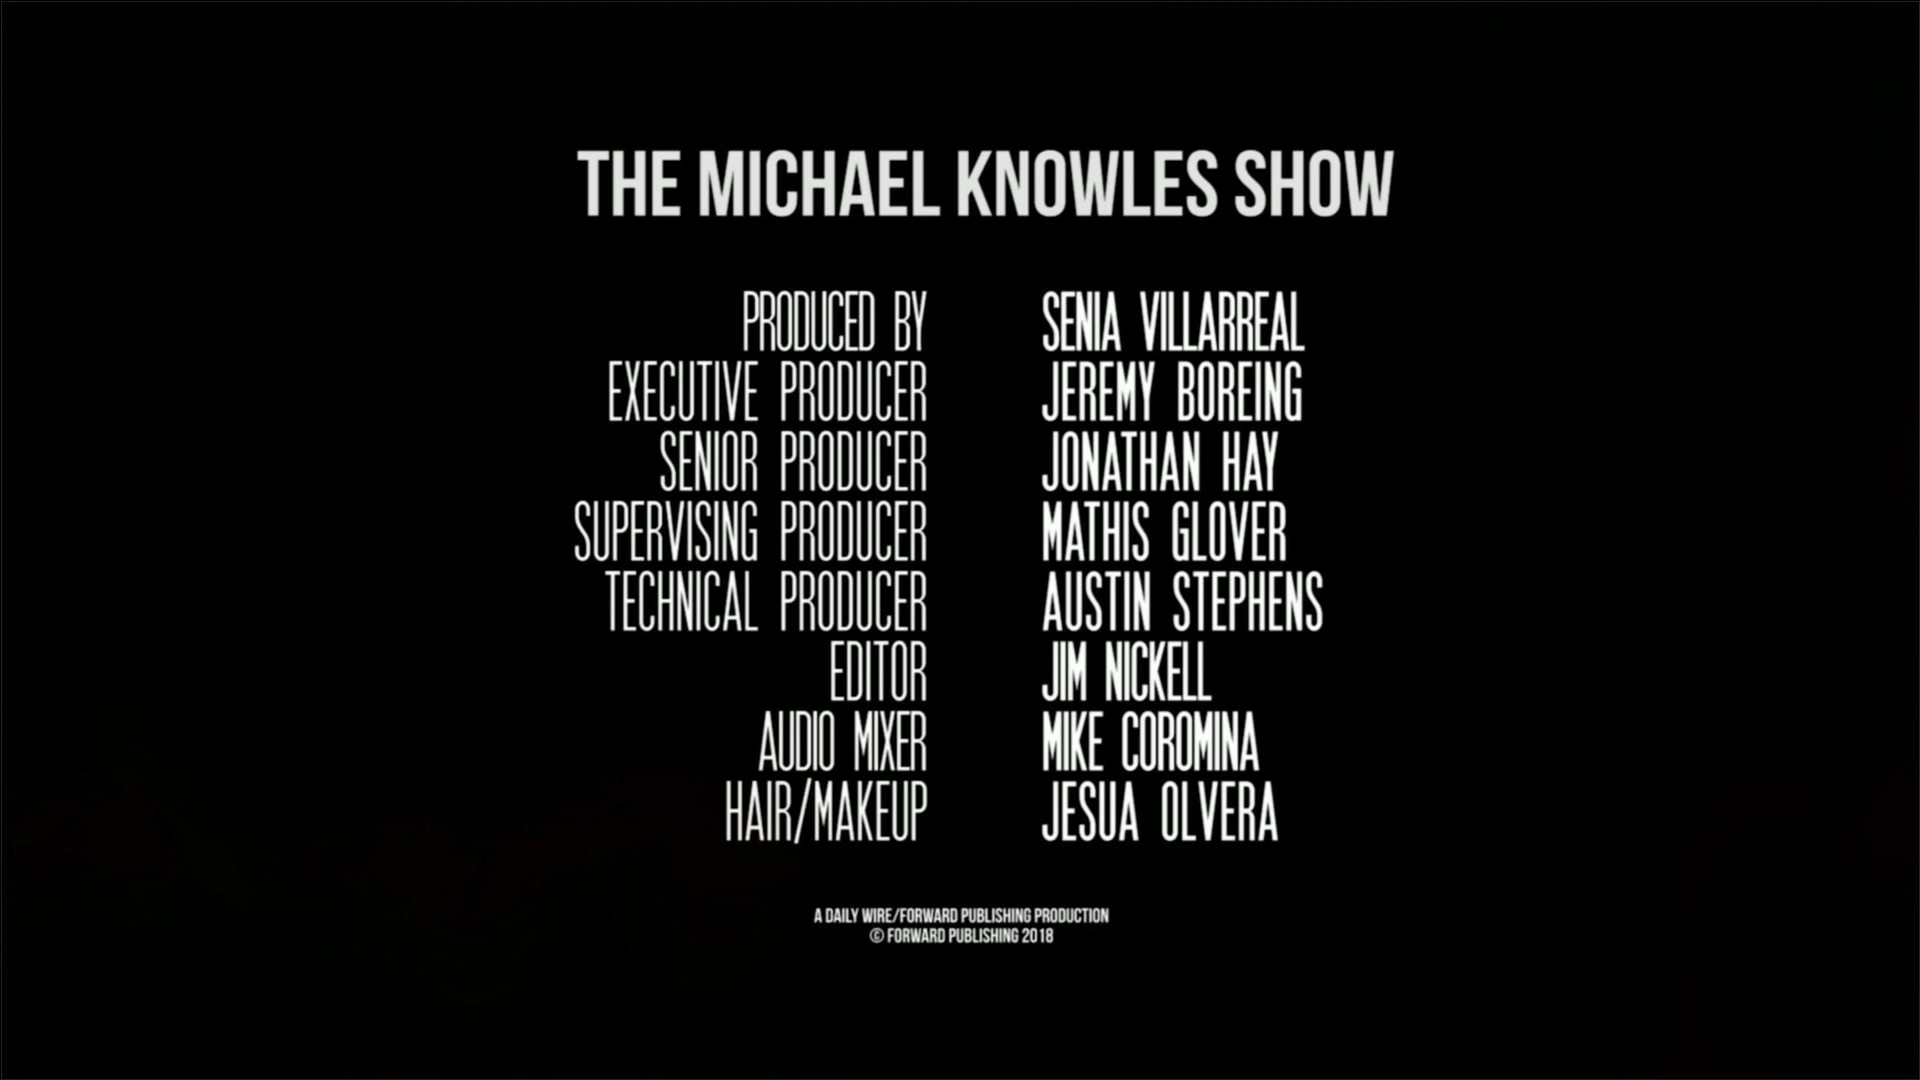 THE MICHAEL KNOWLES SHOW
PRODUCED BY SENIA VILLARREAL
EXECUTIVE PRODUCER JEREMY BOREING
SENIOR PRODUCER JONATHAN HAY
SUPERVISING PRODUCER MATHIS GLOVER
TECHNICAL PRODUCER AUSTIN STEPHENS
EDITOR JIM NICKELL
AUDIO MIXER MIKE COROMINA
HAIR/MAKEUP JESUA OLVERA
A DAILY WIRE/FORWARD PUBLISHING PRODUCTION
© FORWARD PUBLISHING 2018